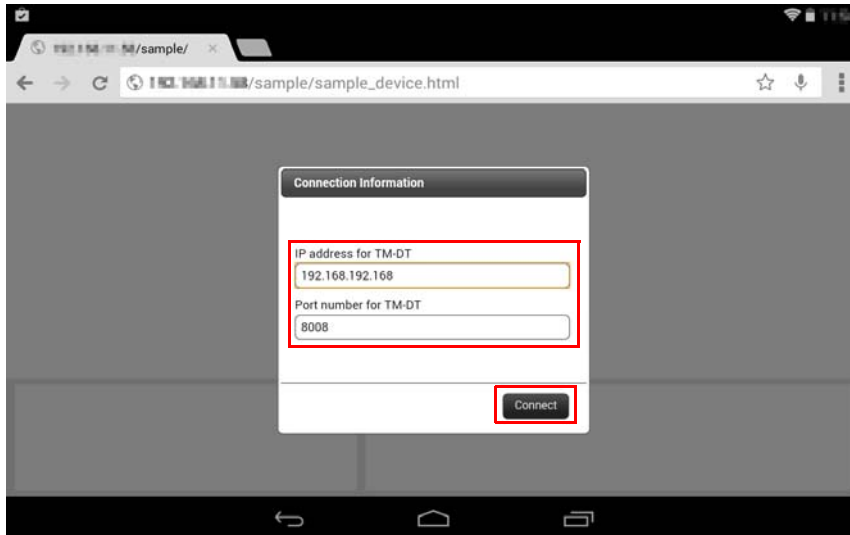 /sample/
/sample/sample_device.html
Connection Information
IP address for TM-DT
192.168.192.168
Port number for TM-DT
8008
Connect